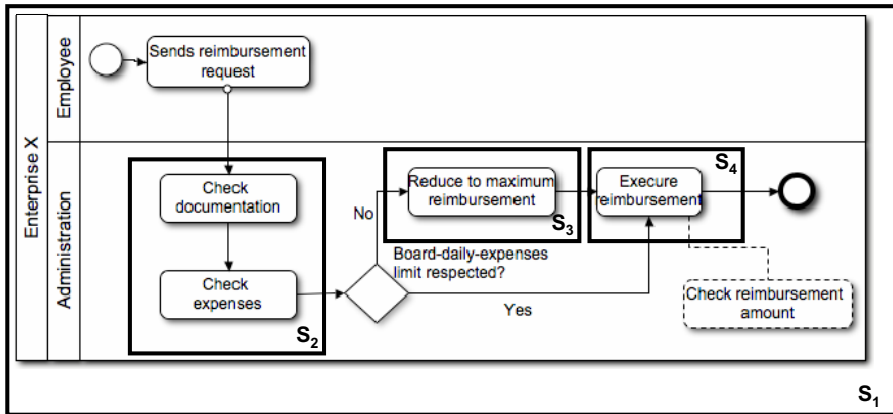 Enterprise X
Employee
Sends reimbursement
request
Administration
Check
documentation
Check
expenses
S2
No
Reduce to maximum
reimbursement
S3
Board-daily-expenses
limit respected?
Yes
Execure
reimbursement
S4
Check reimbursement
amount
S1